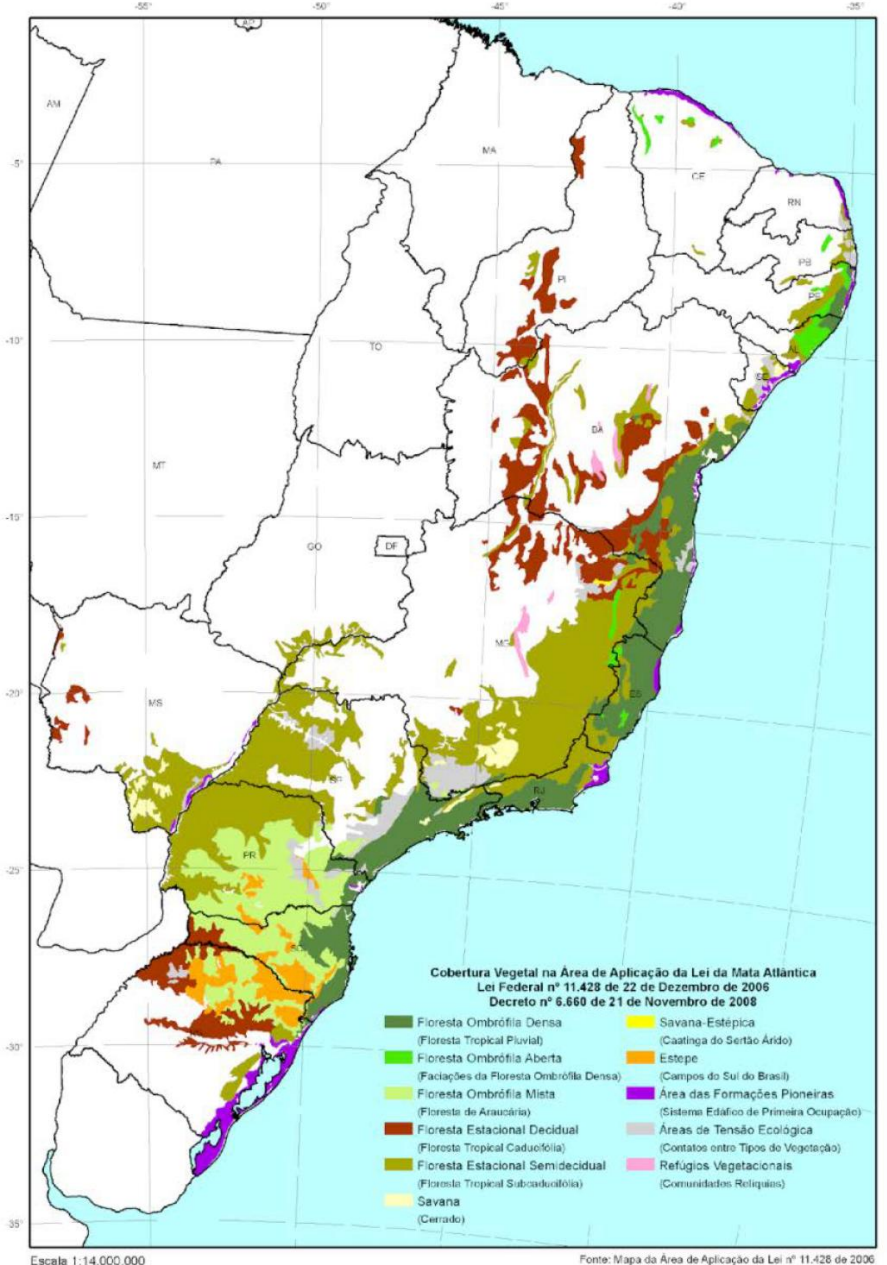 -55°
-50°
-45°
-40°
-35°
AP
AM
PA
MA
CE
RN
-5°
PB
PI
PE
TO
AL
-10°
SE
BA
MT
-15°
GO
DF
MG
MS
ES
-20°
SP
RJ
PR
-25°
SC
Cobertura Vegetal na Área de Aplicação da Lei da Mata Atlântica
Lei Federal nº 11.428 de 22 de Dezembro de 2006
Decreto nº 6.660 de 21 de Novembro de 2008
Floresta Ombrófila Densa
(Floresta Tropical Pluvial)
Floresta Ombrófila Aberta
(Faciações da Floresta Ombrófila Densa)
Floresta Ombrófila Mista
(Floresta de Araucária)
Floresta Estacional Decidual
(Floresta Tropical Caducifólia)
Floresta Estacional Semidecidual
(Floresta Tropical Subcaducifólia)
Savana
(Cerrado)
Savana-Estépica
(Caatinga do Sertão Árido)
Estepe
(Campos do Sul do Brasil)
Área das Formações Pioneiras
(Sistema Edáfico de Primeira Ocupação)
Áreas de Tensão Ecológica
(Contatos entre Tipos de Vegetação)
Refúgios Vegetacionais
(Comunidades Relíquias)
-30°
35°
Escala 1:14.000.000
Fonte: Mapa da Área de Aplicação da Lei nº 11.428 de 2006